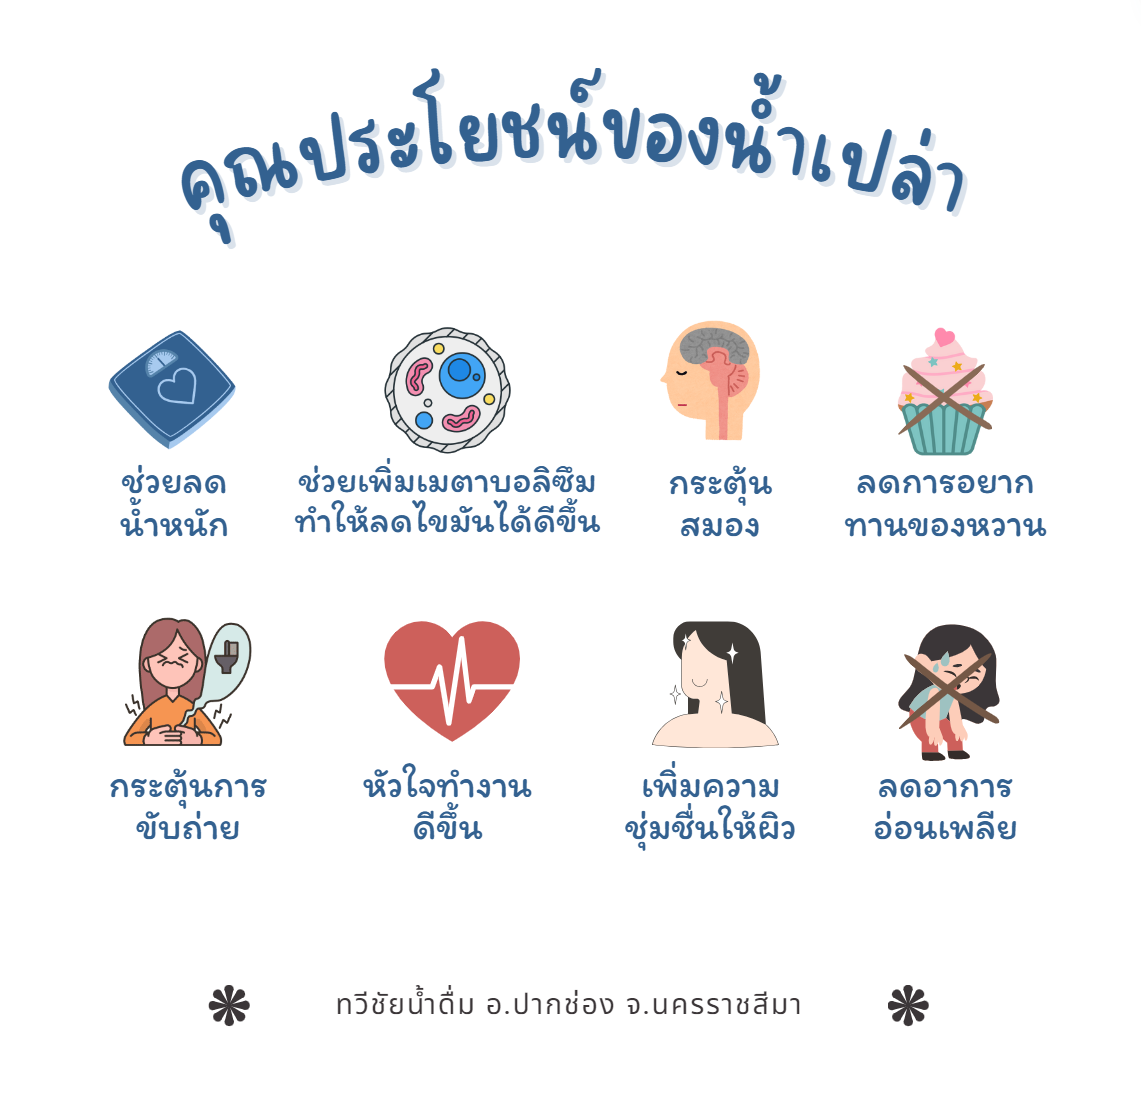 คุณประโยชน์ของน้ำเปล่า
ช่วยลด
น้ำหนัก
ช่วยเพิ่มเมตาบอลิซึม
ทำให้ลดไขมันได้ดีขึ้น
กระตุ้น
สมอง
ลดการอยาก
ทานของหวาน
กระตุ้นการ
ขับถ่าย
หัวใจทำงาน
ดีขึ้น
เพิ่มความ
ชุ่มชื่นให้ผิว
ลดอาการ
อ่อนเพลีย
ทวีชัยน้ำดื่ม อ.ปากช่อง จ.นครราชสีมา